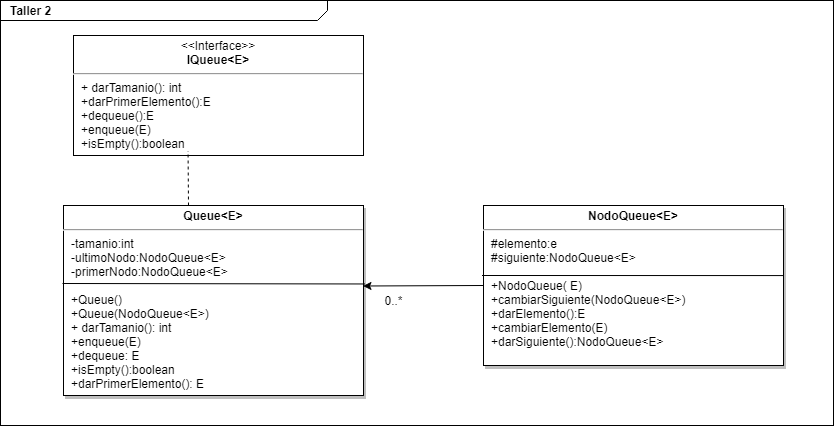 Taller 2
<<Interface>>
IQueue<E>
+ darTamanio(): int
+darPrimerElemento():E
+dequeue():E
+enqueue(E)
+isEmpty():boolean
Queue<E>
-tamanio:int
-ultimoNodo:NodoQueue<E>
-primerNodo:NodoQueue<E>
+Queue()
+Queue(NodoQueue<E>)
+ darTamanio(): int
+enqueue(E)
+dequeue: E
+isEmpty():boolean
+darPrimerElemento(): E
0..*
NodoQueue<E>
#elemento:e
#siguiente:NodoQueue<E>
+NodoQueue( E)
+cambiarSiguiente(NodoQueue<E>)
+darElemento():E
+cambiarElemento(E)
+darSiguiente():NodoQueue<E>